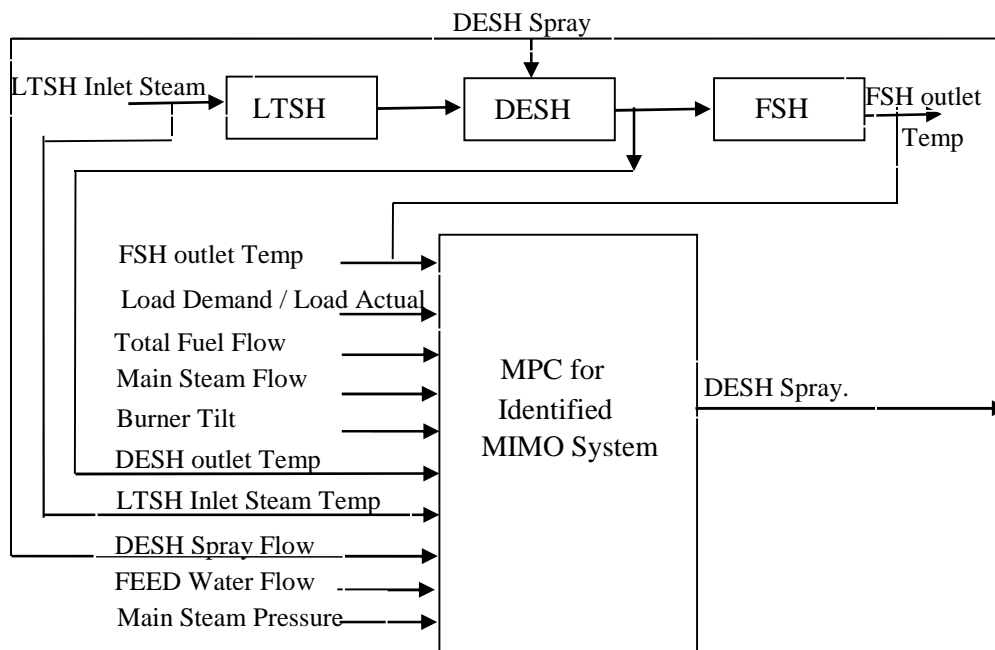 DESH Spray
LTSH Inlet Steam
LTSH
DESH
FSH
FSH outlet
Temp
FSH outlet Temp
Load Demand / Load Actual
Total Fuel Flow
Main Steam Flow
Burner Tilt
DESH outlet Temp
LTSH Inlet Steam Temp
DESH Spray Flow
FEED Water Flow
Main Steam Pressure
MPC for
Identified
MIMO System
DESH Spray.